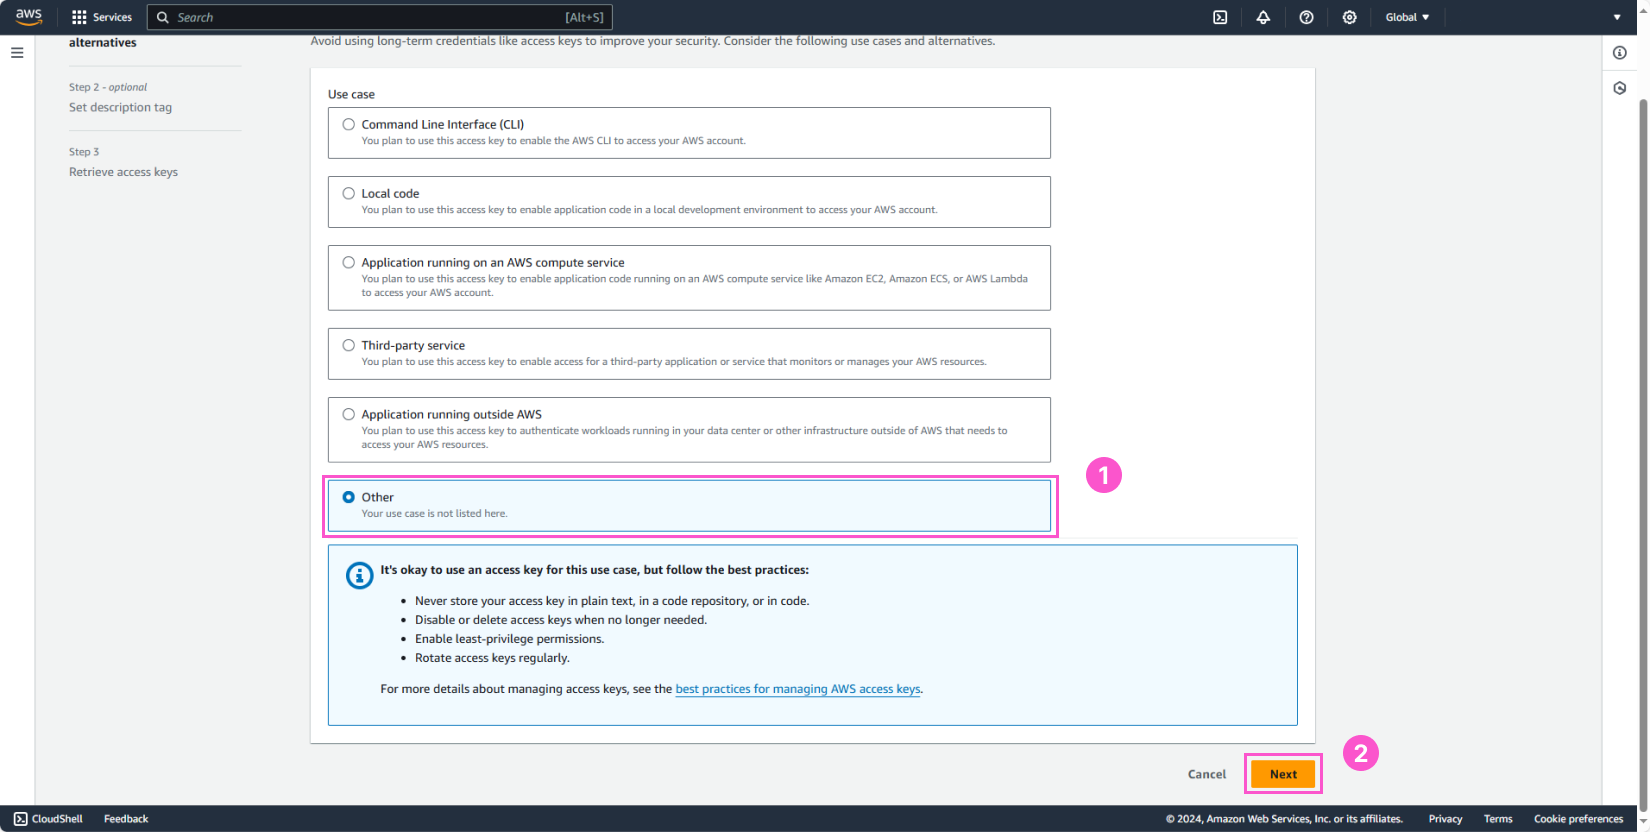 aws
Services
Search
[Alt+S]
Global
alternatives
Avoid using long-term credentials like access keys to improve your security. Consider the following use cases and alternatives.
Step 2 - optional
Set description tag
Step 3
Retrieve access keys
Use case
Command Line Interface (CLI)
You plan to use this access key to enable the AWS CLI to access your AWS account.
Local code
You plan to use this access key to enable application code in a local development environment to access your AWS account.
Application running on an AWS compute service
You plan to use this access key to enable application code running on an AWS compute service like Amazon EC2, Amazon ECS, or AWS Lambda
to access your AWS account.
Third-party service
You plan to use this access key to enable access for a third-party application or service that monitors or manages your AWS resources.
Application running outside AWS
You plan to use this access key to authenticate workloads running in your data center or other infrastructure outside of AWS that needs to
access your AWS resources.
1
Other
Your use case is not listed here.
It's okay to use an access key for this use case, but follow the best practices:
• Never store your access key in plain text, in a code repository, or in code.
• Disable or delete access keys when no longer needed.
• Enable least-privilege permissions.
• Rotate access keys regularly.
For more details about managing access keys, see the best practices for managing AWS access keys.
2
Cancel
Next
CloudShell
Feedback
© 2024, Amazon Web Services, Inc. or its affiliates.
Privacy
Terms
Cookie preferences